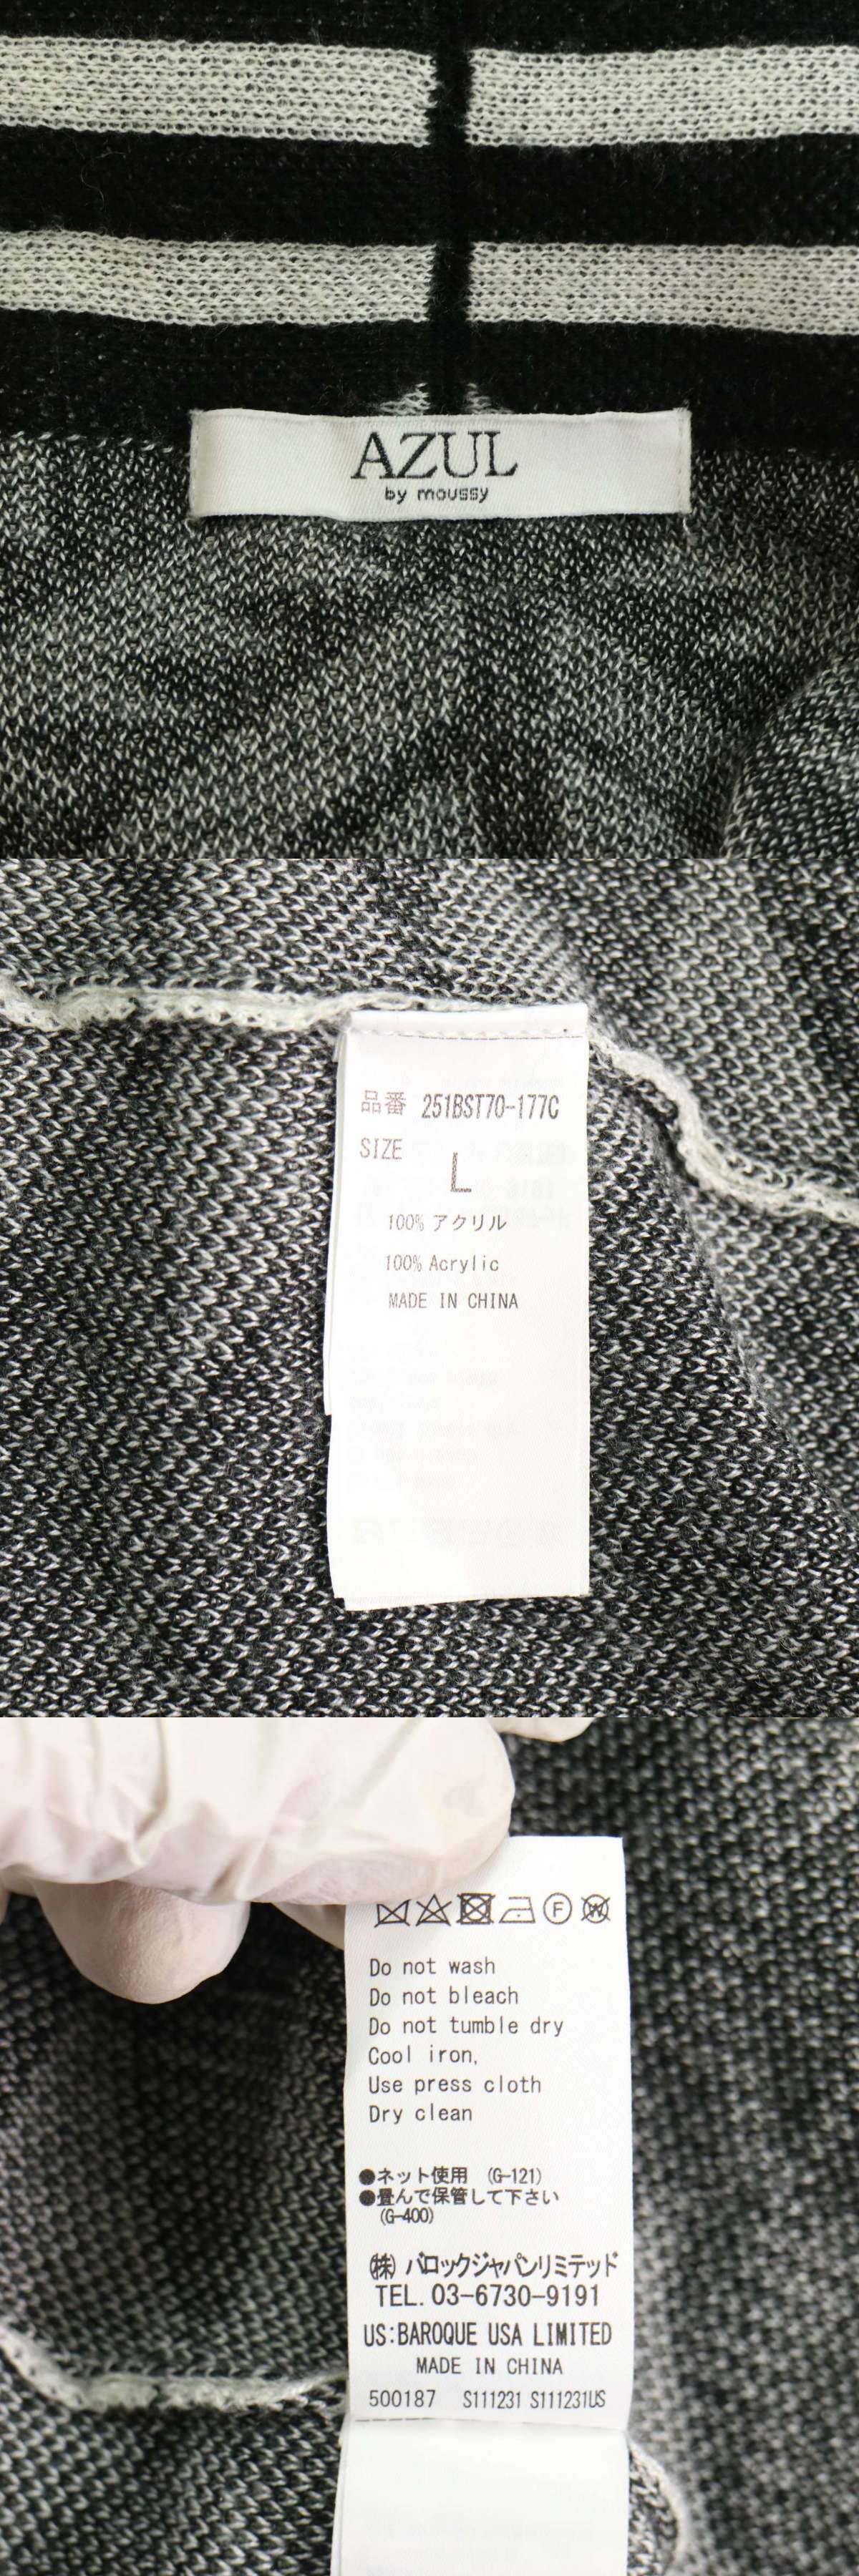 AZUL
by moussy
品番 251BST70-177C
SIZE
L
100% アクリル
100% Acrylic
MADE IN CHINA
F
W
Do not wash
Do not bleach
Do not tumble dry
Cool iron,
Use press cloth
Dry clean
●ネット使用 (G-121)
●畳んで保管して下さい
(G-400)
㈱ バロックジャパンリミテッド
TEL. 03-6730-9191
US:BAROQUE USA LIMITED
MADE IN CHINA
500187 S111231 S111231US